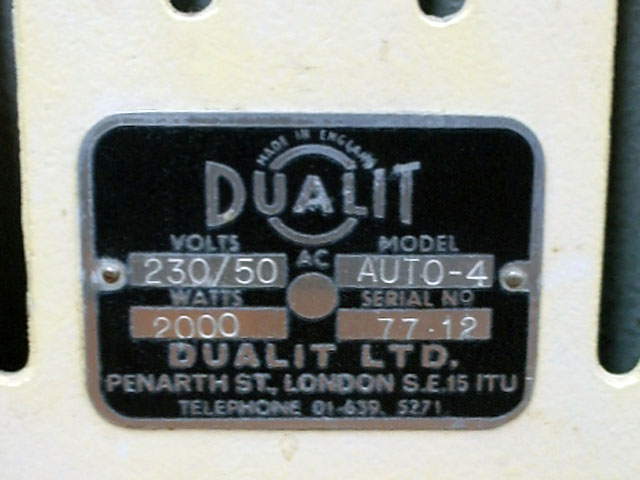 MADE IN ENGLAND
DUALIT
VOLTS AC MODEL
230/50 AUTO-4
WATTS SERIAL NO
2000 77·12
DUALIT LTD.
PENARTH ST., LONDON S.E.15 ITU
TELEPHONE 01-639. 5271